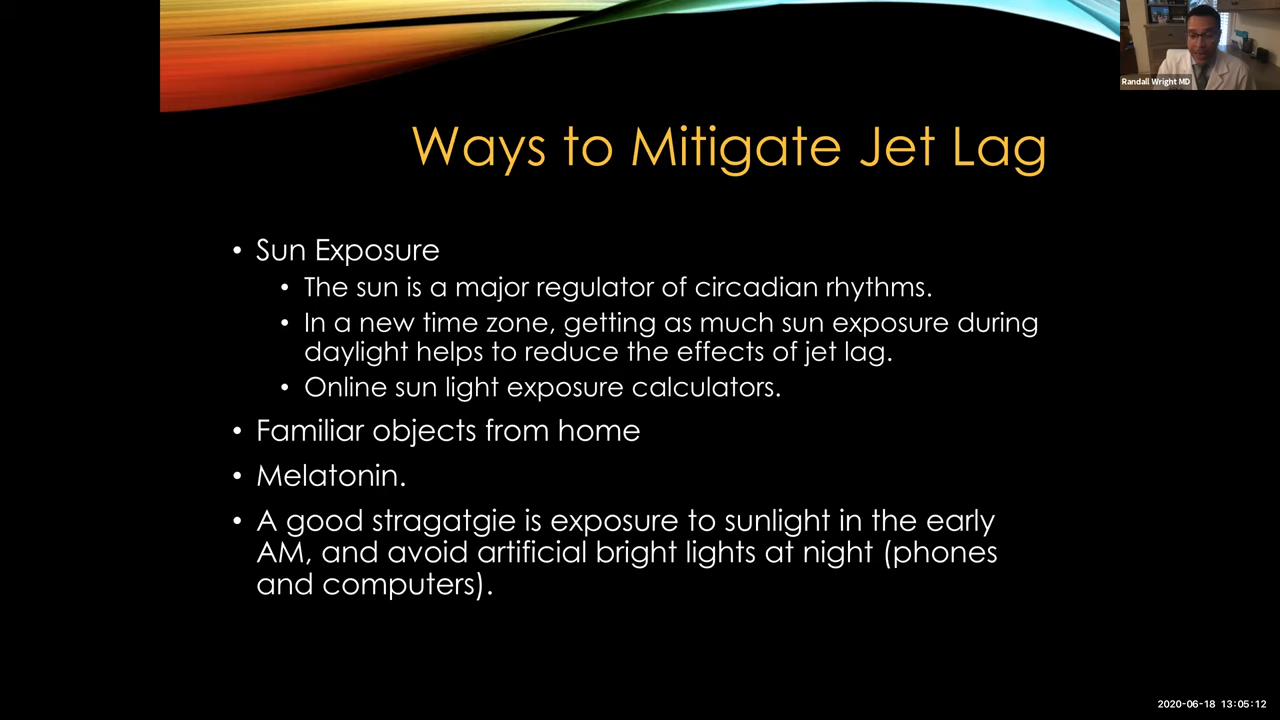 Randall Wright MD
Ways to Mitigate Jet Lag
• Sun Exposure
• The sun is a major regulator of circadian rhythms.
• In a new time zone, getting as much sun exposure during
daylight helps to reduce the effects of jet lag.
• Online sun light exposure calculators.
• Familiar objects from home
• Melatonin.
• A good stragatgie is exposure to sunlight in the early
AM, and avoid artificial bright lights at night (phones
and computers).
2020-06-18 13:05:12